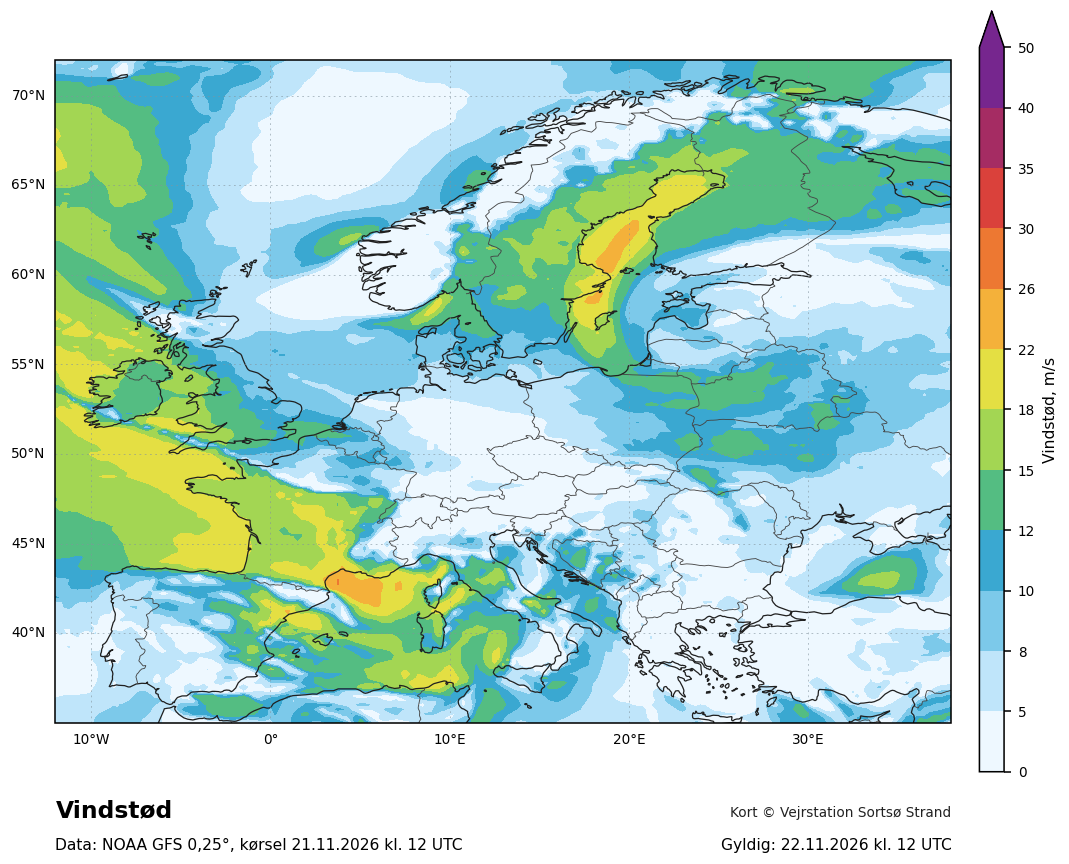 70°N
65°N
60°N
55°N
50°N
45°N
40°N
10°W
0°
10°E
20°E
30°E
50
40
35
30
26
22
18
15
12
10
8
5
0
Vindstød, m/s
Vindstød
Kort © Vejrstation Sortsø Strand
Data: NOAA GFS 0,25°, kørsel 21.11.2026 kl. 12 UTC
Gyldig: 22.11.2026 kl. 12 UTC